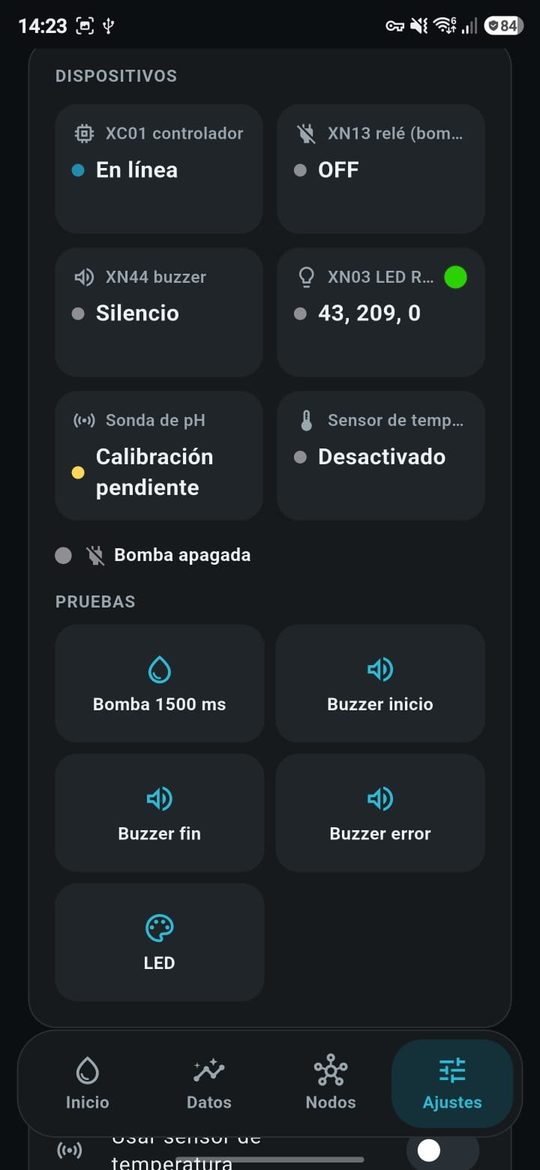 14:23
6
84
DISPOSITIVOS
XC01 controlador
En línea
XN13 relé (bom...
OFF
XN44 buzzer
Silencio
XN03 LED R...
43, 209, 0
Sonda de pH
Calibración
pendiente
Sensor de temp...
Desactivado
Bomba apagada
PRUEBAS
Bomba 1500 ms
Buzzer inicio
Buzzer fin
Buzzer error
LED
Inicio
Datos
Nodos
Ajustes
Usar sensor de
temperatura